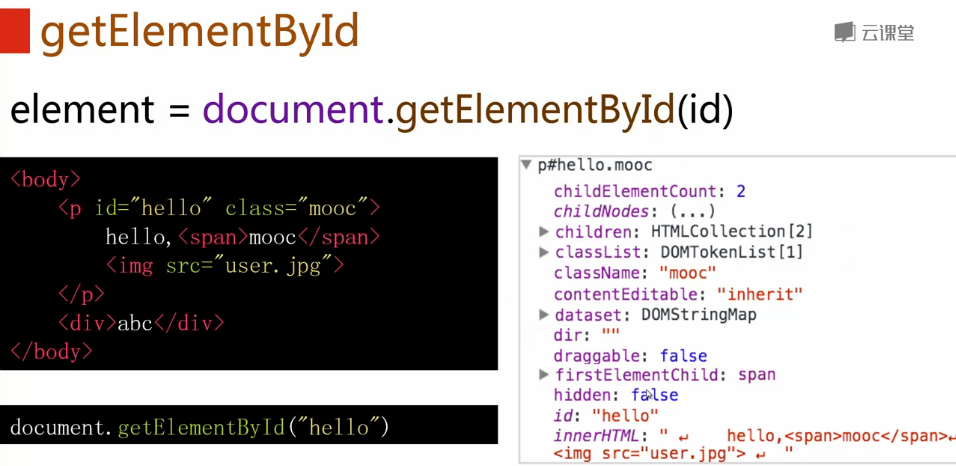 getElementById
云课堂
element = document.getElementById(id)
<body>
<p id="hello" class="mooc">
hello,<span>mooc</span>
<img src="user.jpg">
</p>
<div>abc</div>
</body>
document.getElementById("hello")
▼ p#hello.mooc
childElementCount: 2
childNodes: (...)
▶ children: HTMLCollection[2]
▶ classList: DOMTokenList[1]
className: "mooc"
contentEditable: "inherit"
▶ dataset: DOMStringMap
dir: ""
draggable: false
▶ firstElementChild: span
hidden: false
id: "hello"
innerHTML: " ↵ hello,<span>mooc</span>↵
<img src="user.jpg"> ↵ "